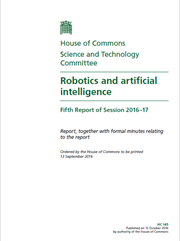 House of Commons
Science and Technology
Committee
Robotics and artificial
intelligence
Fifth Report of Session 2016–17
Report, together with formal minutes relating
to the report
Ordered by the House of Commons to be printed
13 September 2016
HC 145
Published on 12 October 2016
by authority of the House of Commons